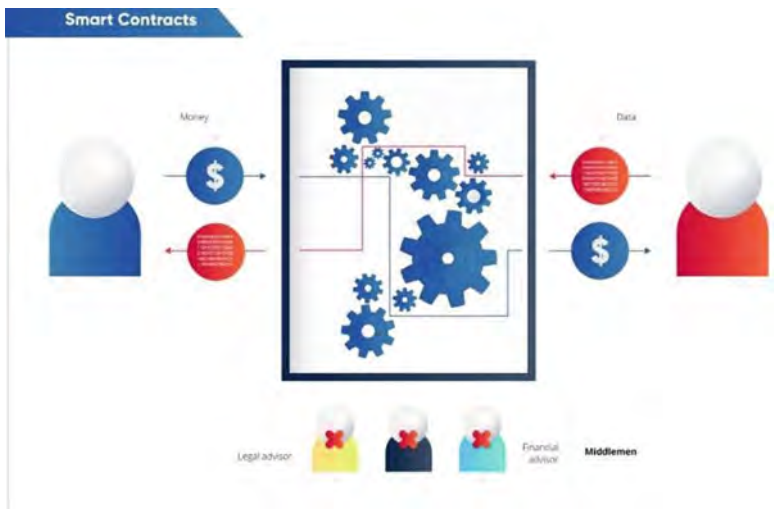 Smart Contracts
Money
Data
$
$
Legal advisor
Financial
advisor
Middlemen